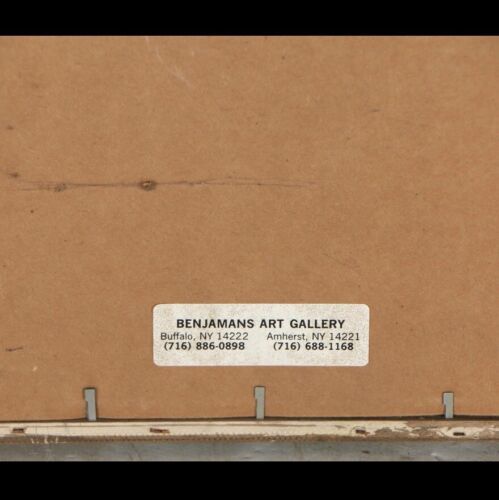 BENJAMANS ART GALLERY
Buffalo, NY 14222 Amherst, NY 14221
(716) 886-0898 (716) 688-1168